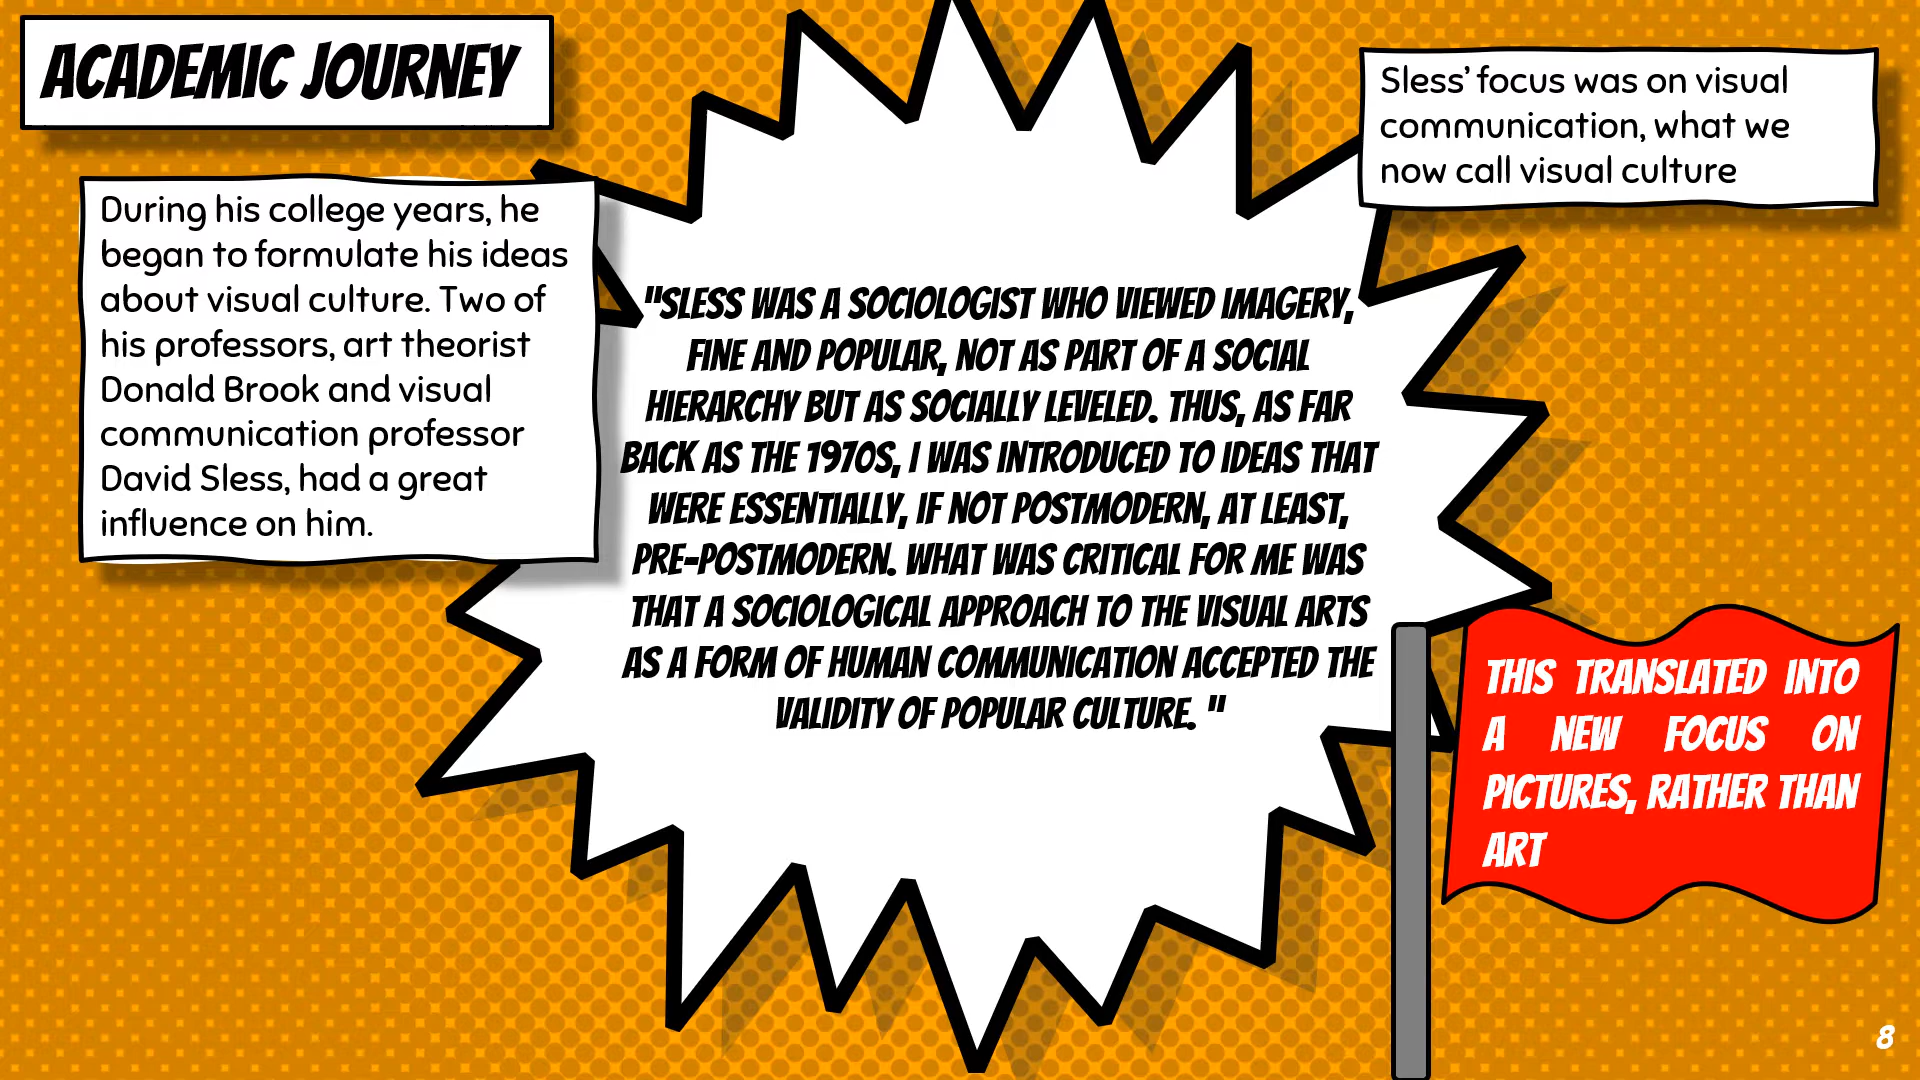 ACADEMIC JOURNEY
During his college years, he
began to formulate his ideas
about visual culture. Two of
his professors, art theorist
Donald Brook and visual
communication professor
David Sless, had a great
influence on him.
"SLESS WAS A SOCIOLOGIST WHO VIEWED IMAGERY,
FINE AND POPULAR, NOT AS PART OF A SOCIAL
HIERARCHY BUT AS SOCIALLY LEVELED. THUS, AS FAR
BACK AS THE 1970S, I WAS INTRODUCED TO IDEAS THAT
WERE ESSENTIALLY, IF NOT POSTMODERN, AT LEAST,
PRE-POSTMODERN. WHAT WAS CRITICAL FOR ME WAS
THAT A SOCIOLOGICAL APPROACH TO THE VISUAL ARTS
AS A FORM OF HUMAN COMMUNICATION ACCEPTED THE
VALIDITY OF POPULAR CULTURE. "
Sless’ focus was on visual
communication, what we
now call visual culture
THIS TRANSLATED INTO
A NEW FOCUS ON
PICTURES, RATHER THAN
ART
8